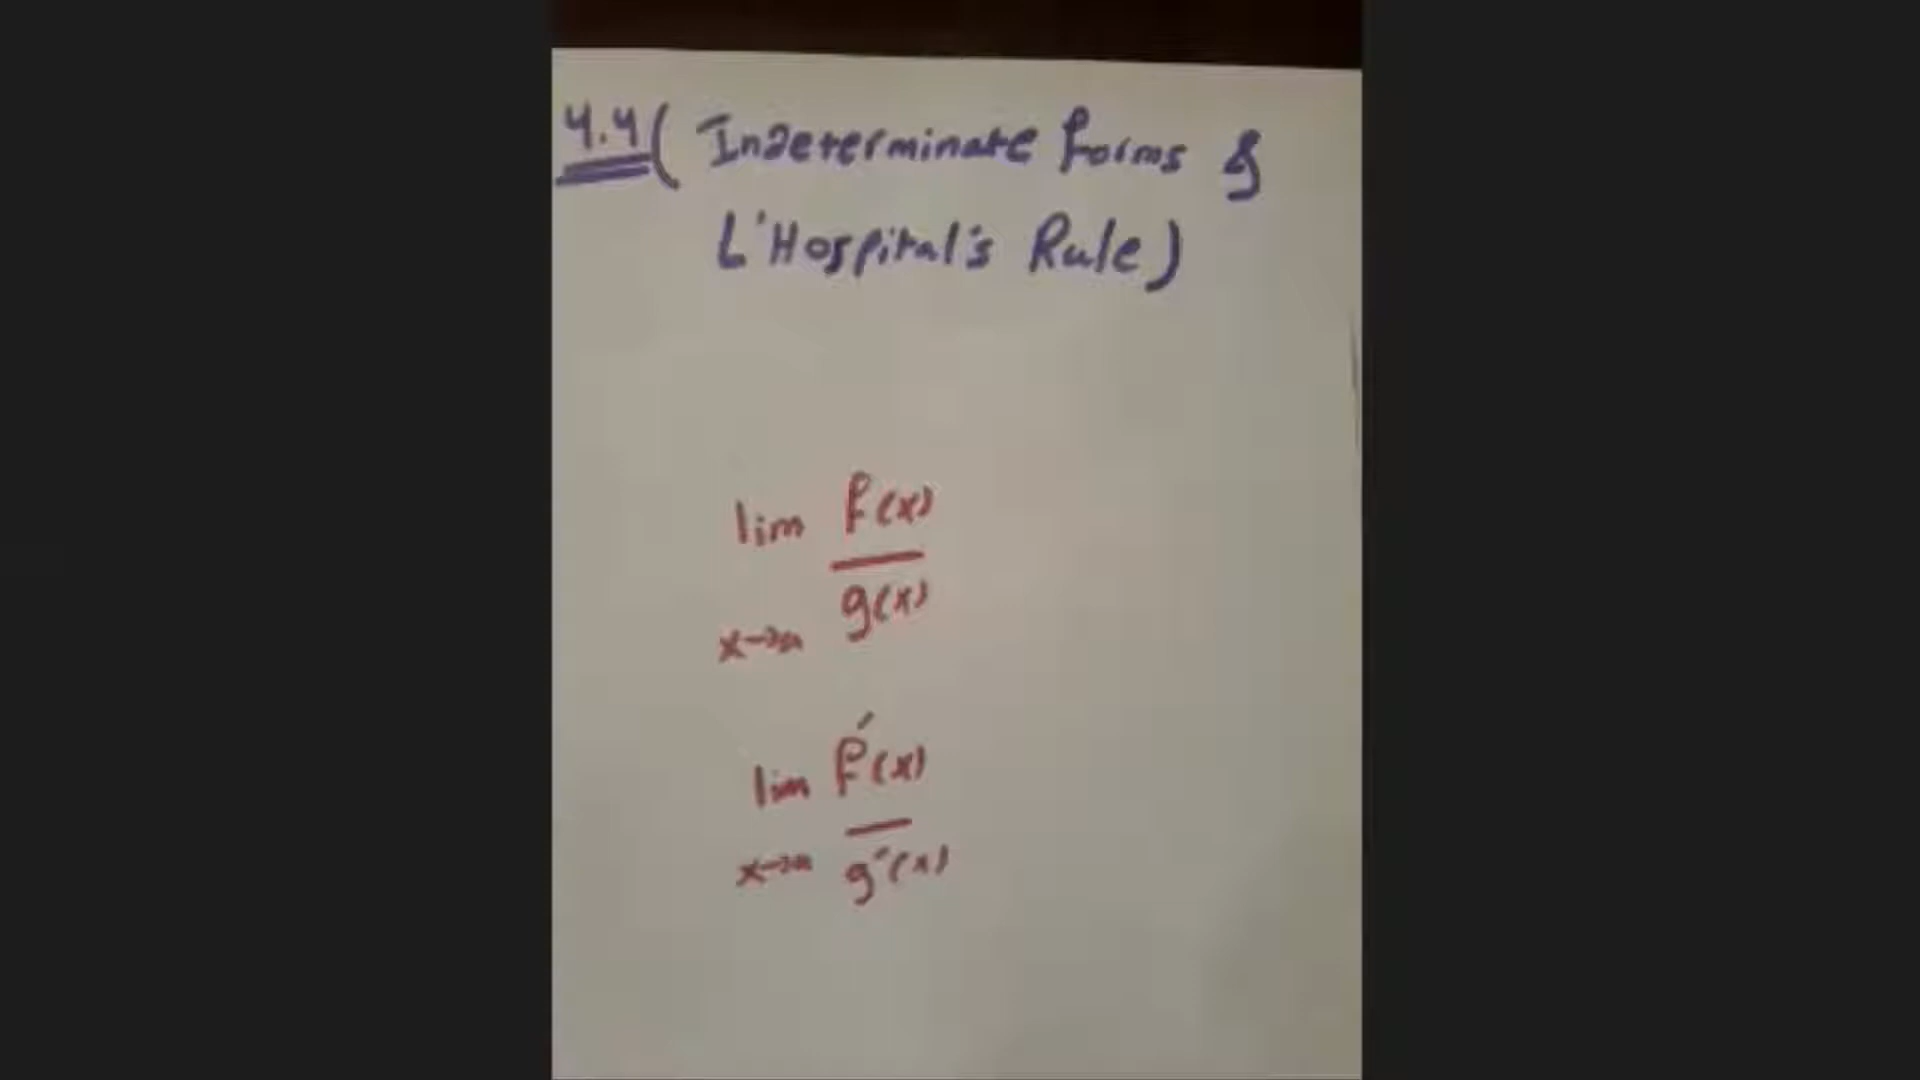 4.4 ( Indeterminate forms &
L'Hospital's Rule )
lim f(x)
g(x)
x→a
lim f'(x)
x→a g'(x)